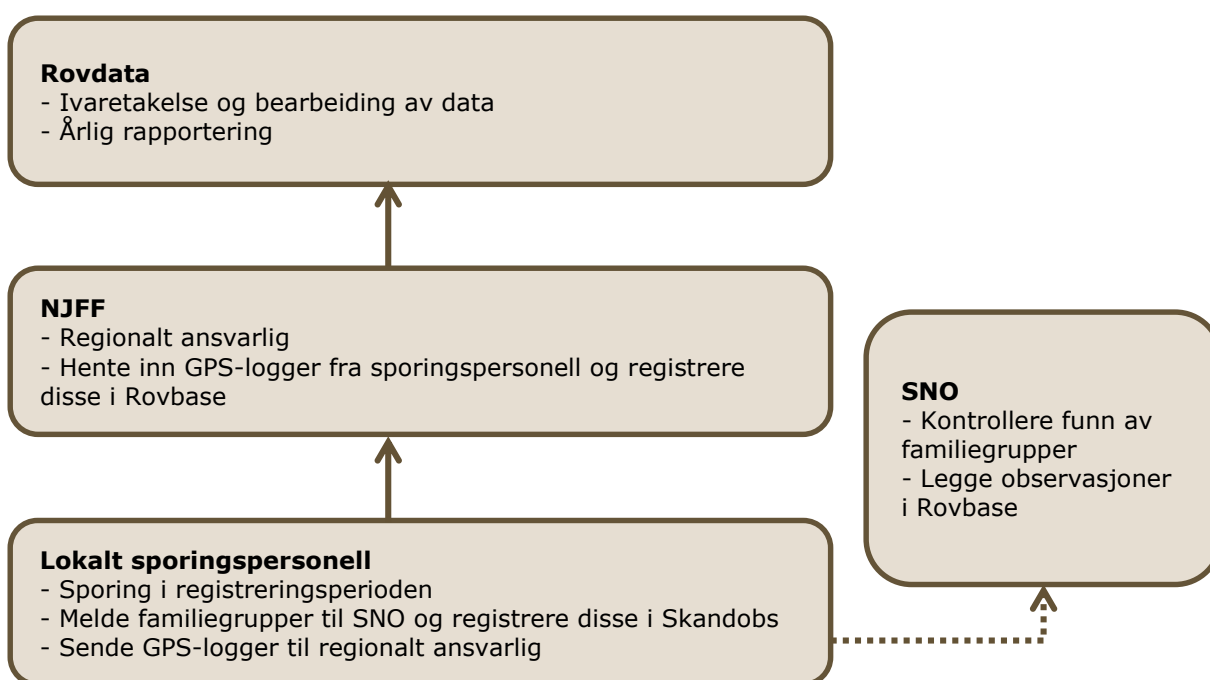 Rovdata
- Ivaretakelse og bearbeiding av data
- Årlig rapportering
NJFF
- Regionalt ansvarlig
- Hente inn GPS-logger fra sporingspersonell og registrere
disse i Rovbase
SNO
- Kontrollere funn av
familiegrupper
- Legge observasjoner
i Rovbase
Lokalt sporingspersonell
- Sporing i registreringsperioden
- Melde familiegrupper til SNO og registrere disse i Skandobs
- Sende GPS-logger til regionalt ansvarlig